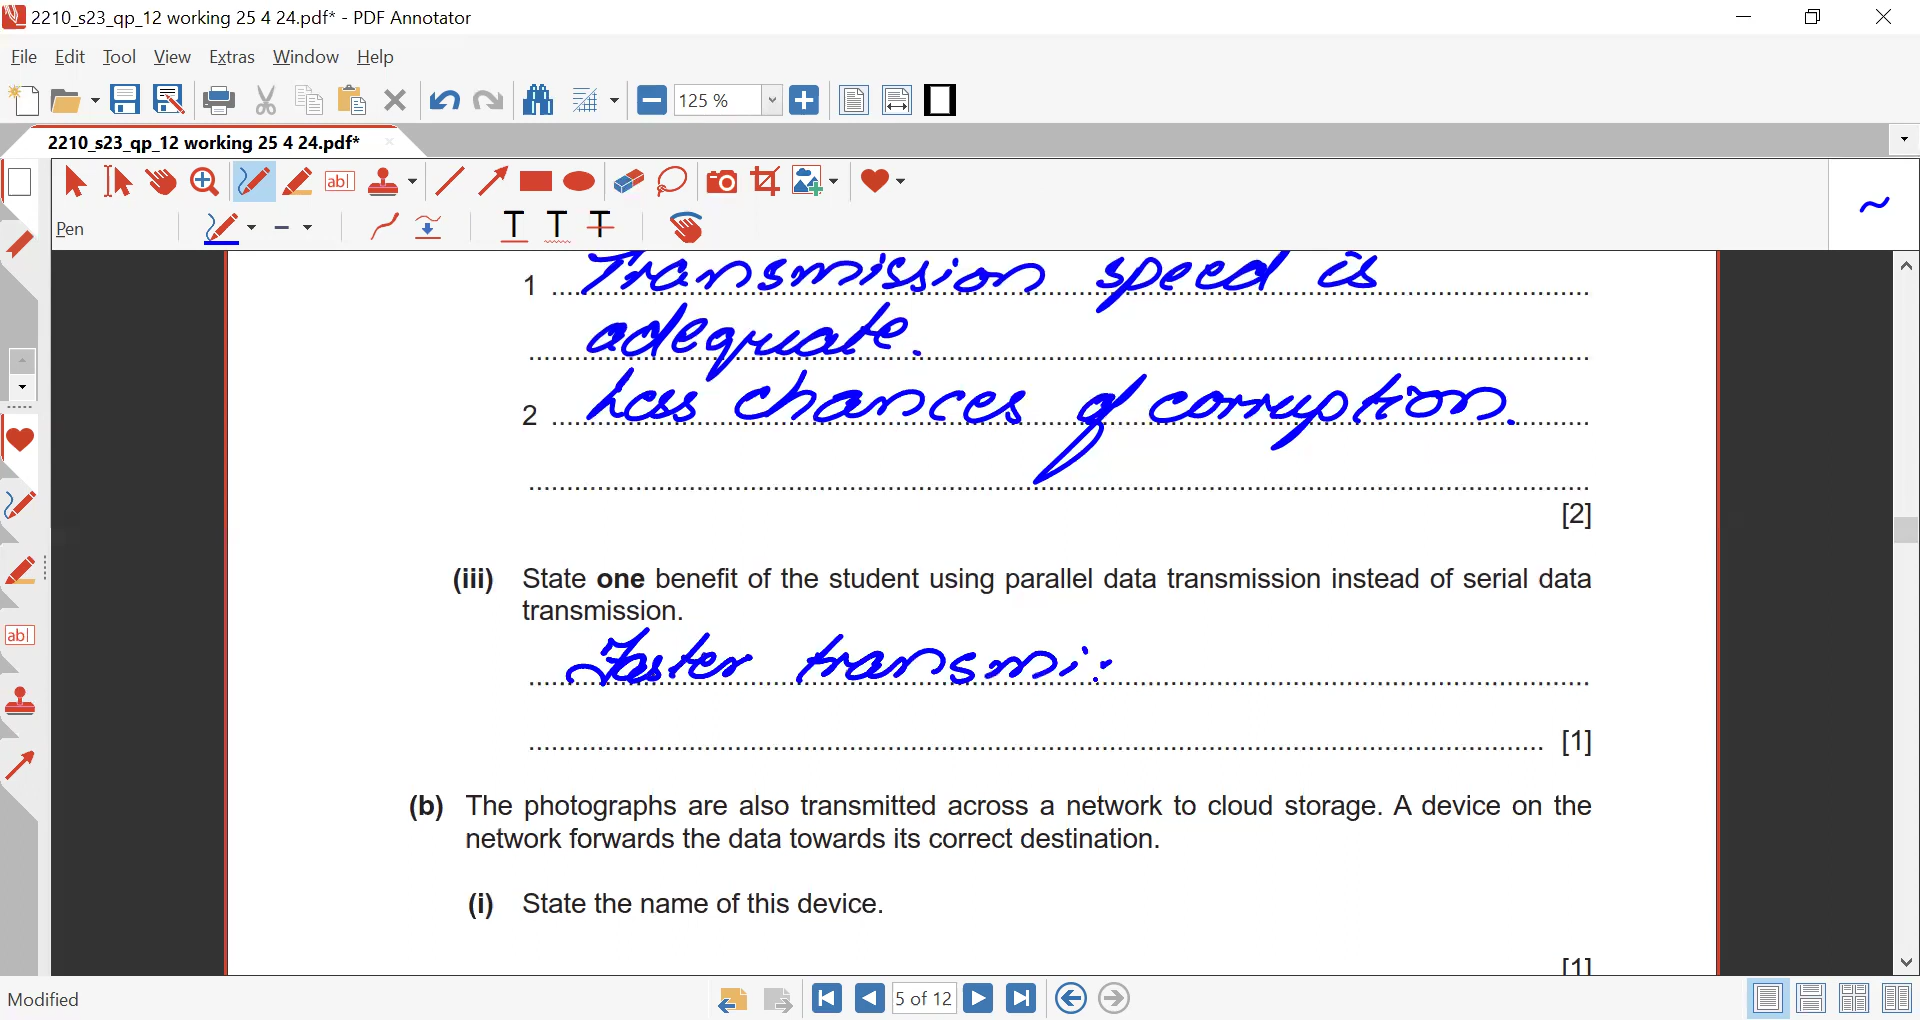 2210_s23_qp_12 working 25 4 24.pdf* - PDF Annotator
File Edit Tool View Extras Window Help
125 %
2210_s23_qp_12 working 25 4 24.pdf*
Pen
1 Transmission speed is
adequate.
2 Less chances of corruption.
[2]
(iii) State one benefit of the student using parallel data transmission instead of serial data
transmission.
Faster transmi
[1]
(b) The photographs are also transmitted across a network to cloud storage. A device on the
network forwards the data towards its correct destination.
(i) State the name of this device.
[1]
Modified
5 of 12